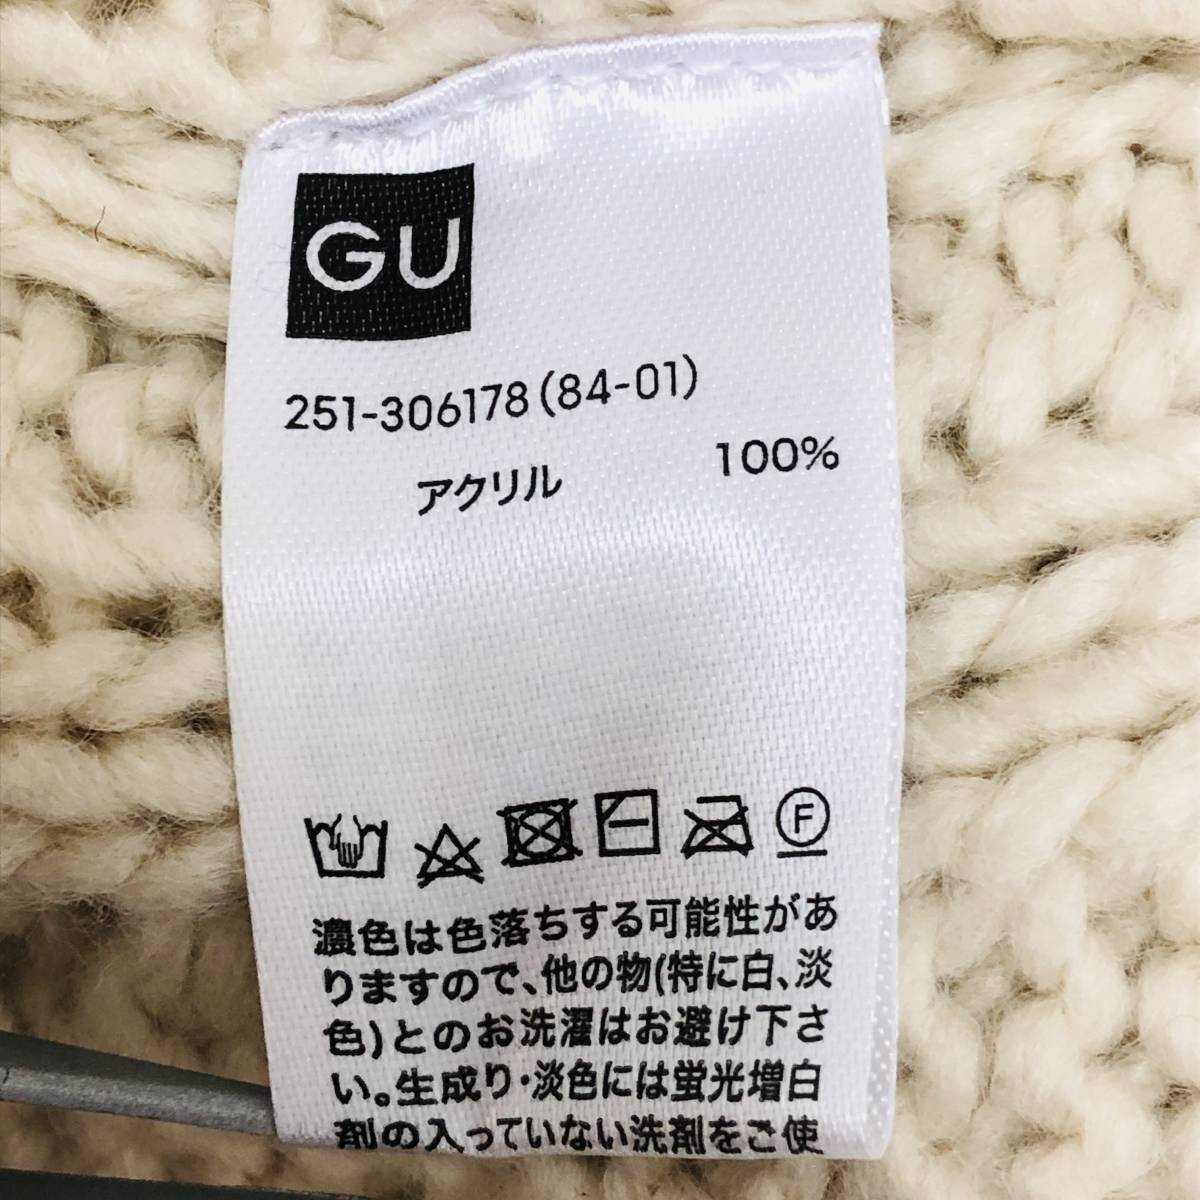 GU
251-306178(84-01)
アクリル 100%
F
濃色は色落ちする可能性があ
りますので、他の物(特に白、淡
色)とのお洗濯はお避け下さ
い。生成り・淡色には蛍光増白
剤の入っていない洗剤をご使